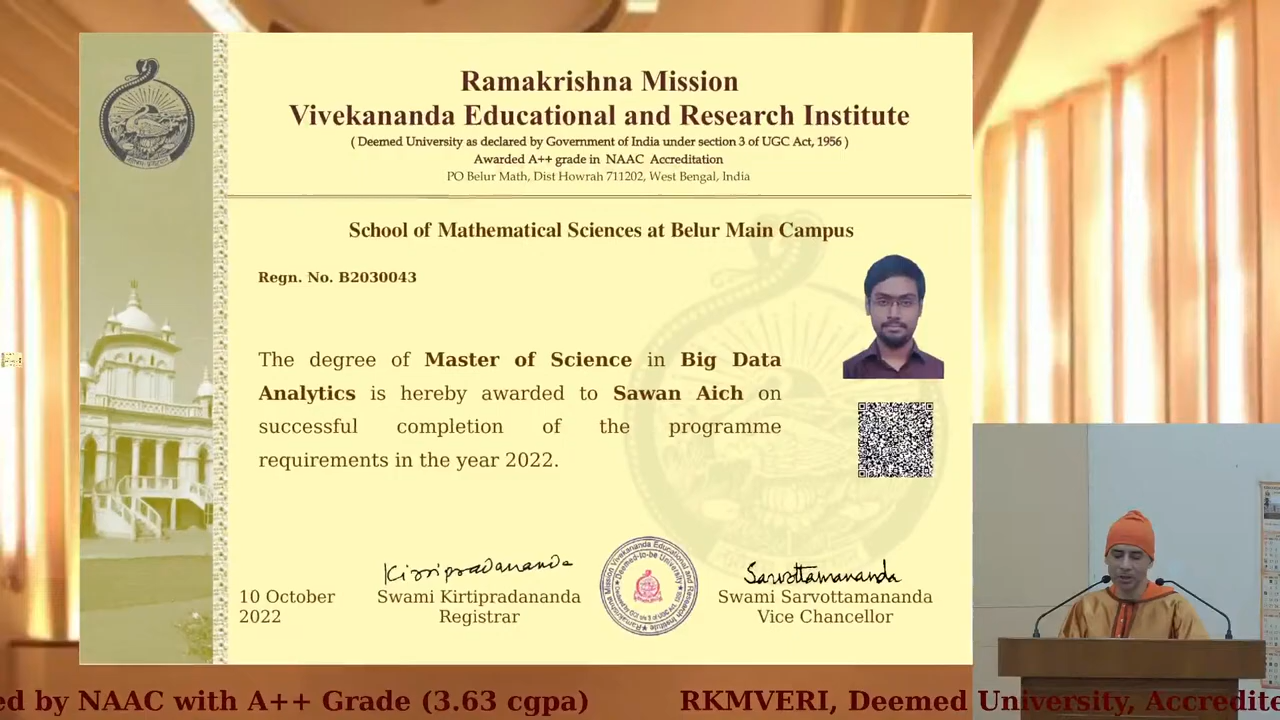 Ramakrishna Mission
Vivekananda Educational and Research Institute
( Deemed University as declared by Government of India under section 3 of UGC Act, 1956 )
Awarded A++ grade in NAAC Accreditation
PO Belur Math, Dist Howrah 711202, West Bengal, India
School of Mathematical Sciences at Belur Main Campus
Regn. No. B2030043
The degree of Master of Science in Big Data
Analytics is hereby awarded to Sawan Aich on
successful completion of the programme
requirements in the year 2022.
Kirtipradananda
Sarvottamananda
10 October
2022
Swami Kirtipradananda
Registrar
Swami Sarvottamananda
Vice Chancellor
ed by NAAC with A++ Grade (3.63 cgpa) RKMVERI, Deemed University, Accredite